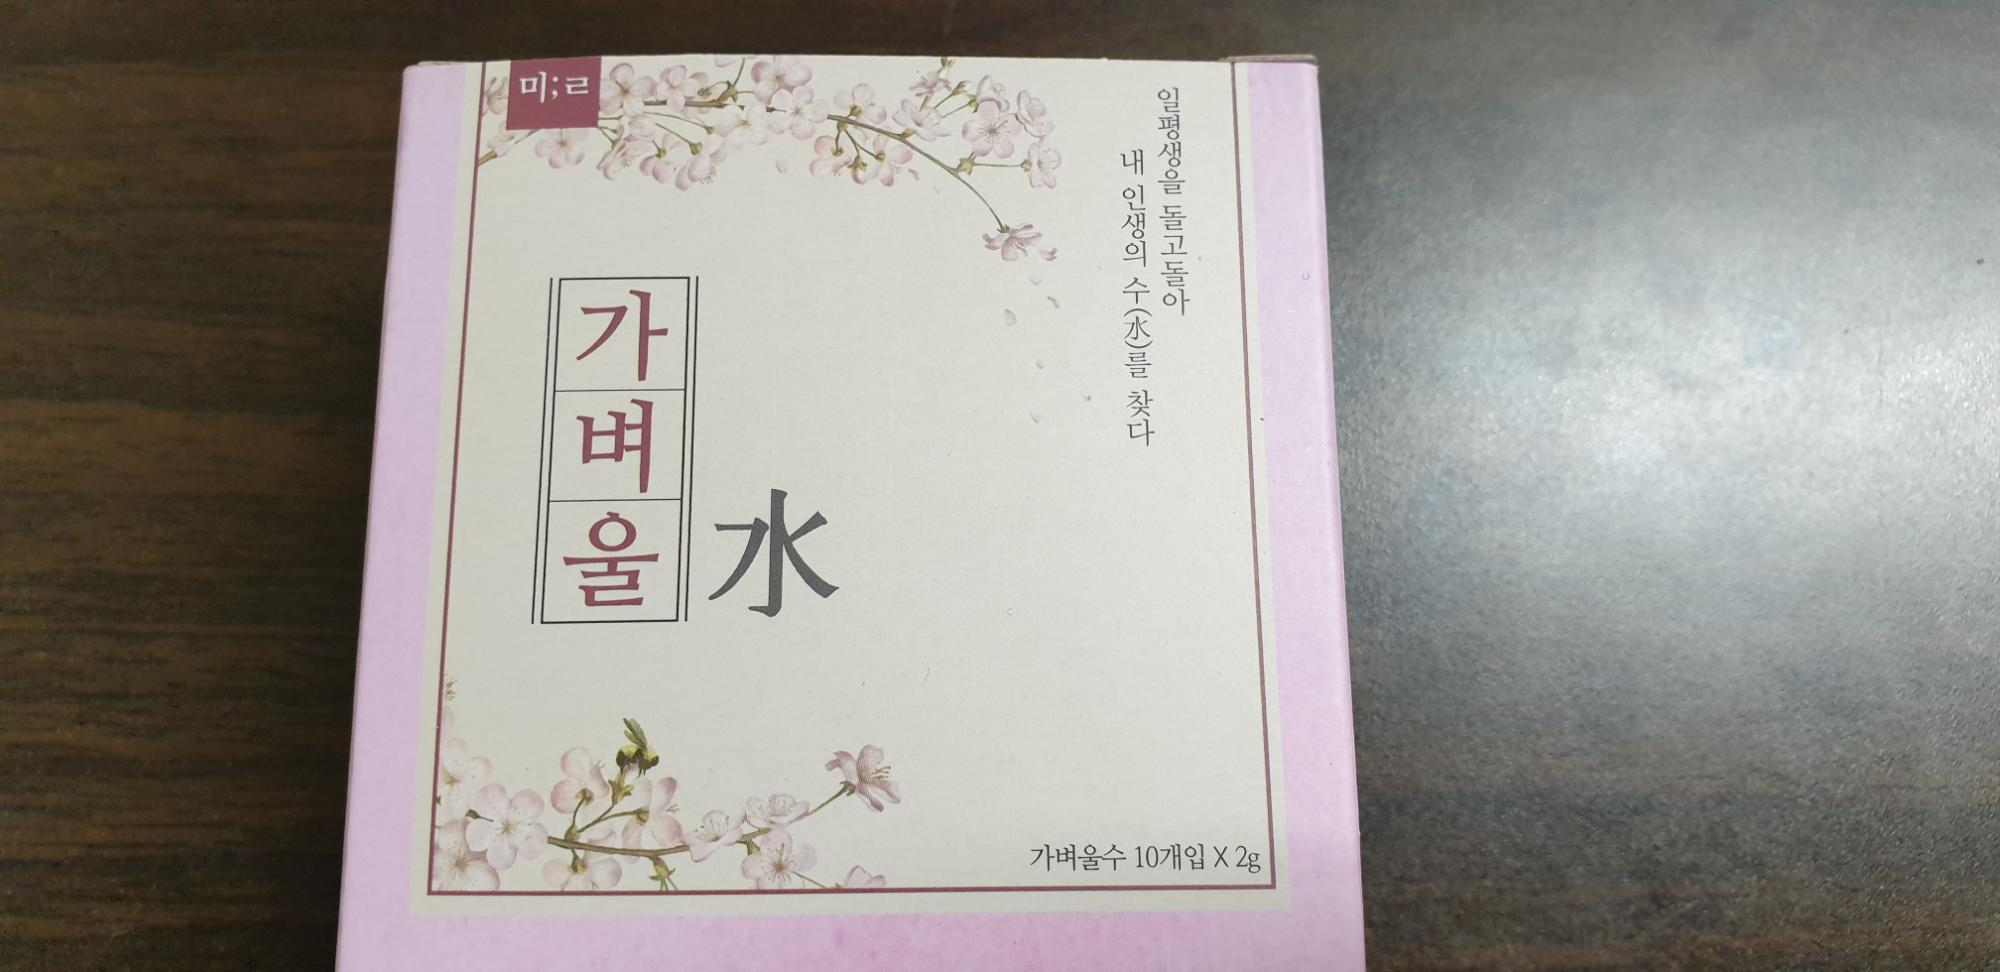 미;ㄹ
일평생을 돌고돌아
내 인생의 수(水)를 찾다
가벼울
水
가벼울수 10개입 X 2g